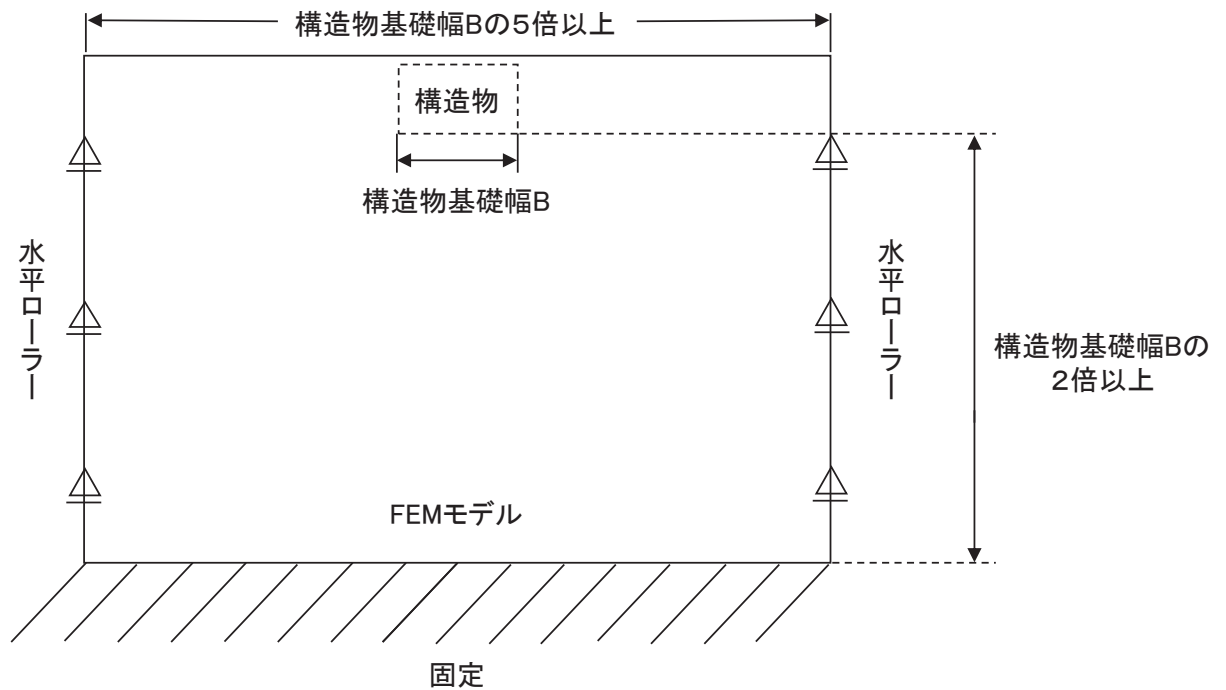 構造物基礎幅Bの5倍以上
構造物
構造物基礎幅B
水平ローラー
水平ローラー
構造物基礎幅Bの
2倍以上
FEMモデル
固定